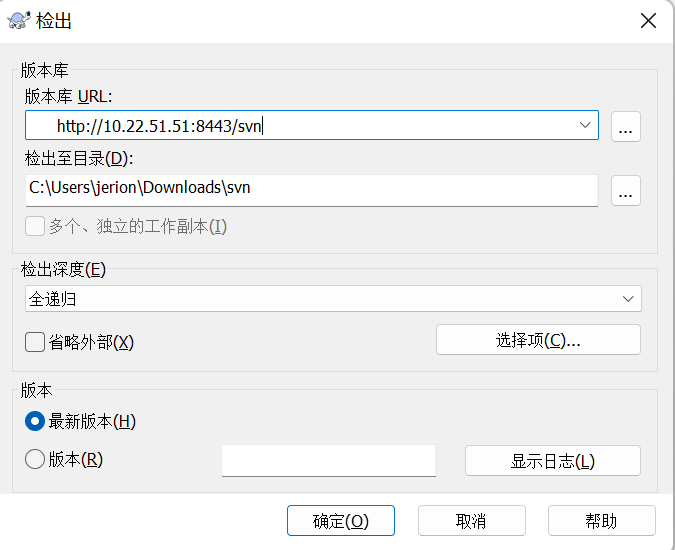 检出
版本库
版本库 URL:
http://10.22.51.51:8443/svn
...
检出至目录(D):
C:\Users\jerion\Downloads\svn
...
多个、独立的工作副本(I)
检出深度(E)
全递归
省略外部(X)
选择项(C)...
版本
最新版本(H)
版本(R)
显示日志(L)
确定(O)
取消
帮助